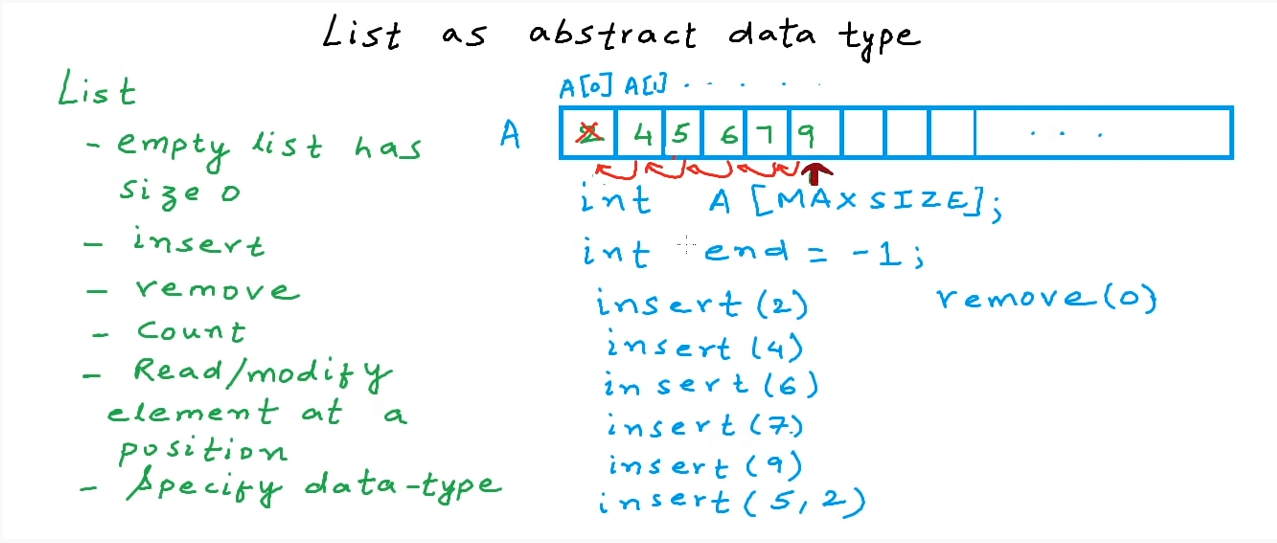 List as abstract data type
List
- empty list has
size 0
- insert
- remove
- Count
- Read/modify
element at a
position
- Specify data-type
A[0] A[1] . . . . .
A 2 4 5 6 7 9 . . .
int A [MAXSIZE];
int end = -1;
insert (2) remove(0)
insert (4)
insert (6)
insert (7)
insert (9)
insert (5, 2)